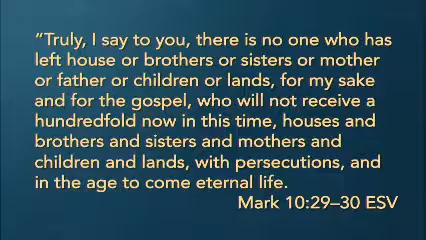 “Truly, I say to you, there is no one who has
left house or brothers or sisters or mother
or father or children or lands, for my sake
and for the gospel, who will not receive a
hundredfold now in this time, houses and
brothers and sisters and mothers and
children and lands, with persecutions, and
in the age to come eternal life.
Mark 10:29–30 ESV